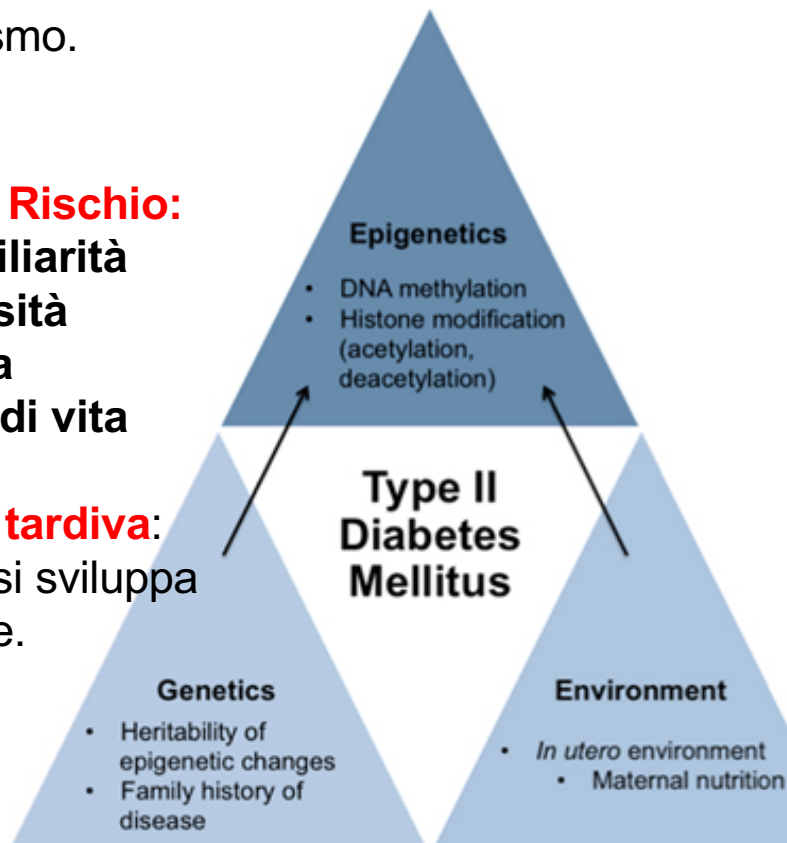 smo.
Rischio:
iliarità
sità
a
di vita
tardiva:
si sviluppa
e.
Epigenetics
• DNA methylation
• Histone modification
(acetylation,
deacetylation)
Type II
Diabetes
Mellitus
Genetics
• Heritability of
epigenetic changes
• Family history of
disease
Environment
• In utero environment
• Maternal nutrition